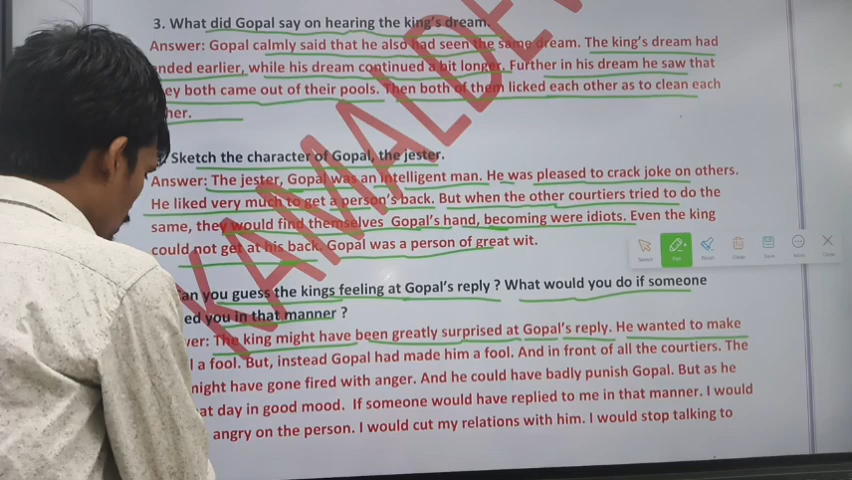 3. What did Gopal say on hearing the king's dream.
Answer: Gopal calmly said that he also had seen the same dream. The king's dream had
nded earlier, while his dream continued a bit longer. Further in his dream he saw that
ey both came out of their pools. Then both of them licked each other as to clean each
her.
Sketch the character of Gopal, the jester.
Answer: The jester, Gopal was an intelligent man. He was pleased to crack joke on others.
He liked very much to get a person's back. But when the other courtiers tried to do the
same, they would find themselves Gopal's hand, becoming were idiots. Even the king
could not get at his back. Gopal was a person of great wit.
Select Pen Clear Save More Close
an you guess the kings feeling at Gopal's reply ? What would you do if someone
ed you in that manner ?
ver: The king might have been greatly surprised at Gopal's reply. He wanted to make
l a fool. But, instead Gopal had made him a fool. And in front of all the courtiers. The
night have gone fired with anger. And he could have badly punish Gopal. But as he
at day in good mood. If someone would have replied to me in that manner. I would
angry on the person. I would cut my relations with him. I would stop talking to
KAMALDE